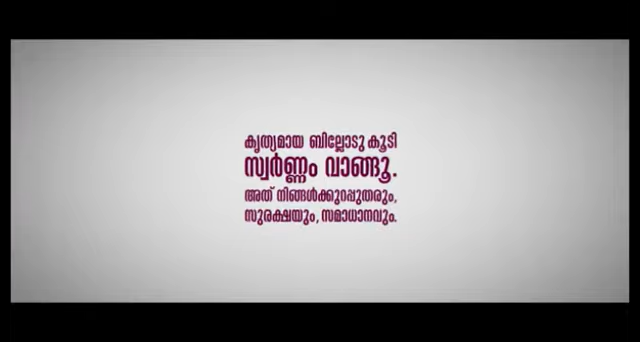 കൃത്യമായ ബില്ലോടു കൂടി
സ്വർണ്ണം വാങ്ങൂ.
അത് നിങ്ങൾക്കുറപ്പുതരും,
സുരക്ഷയും, സമാധാനവും.